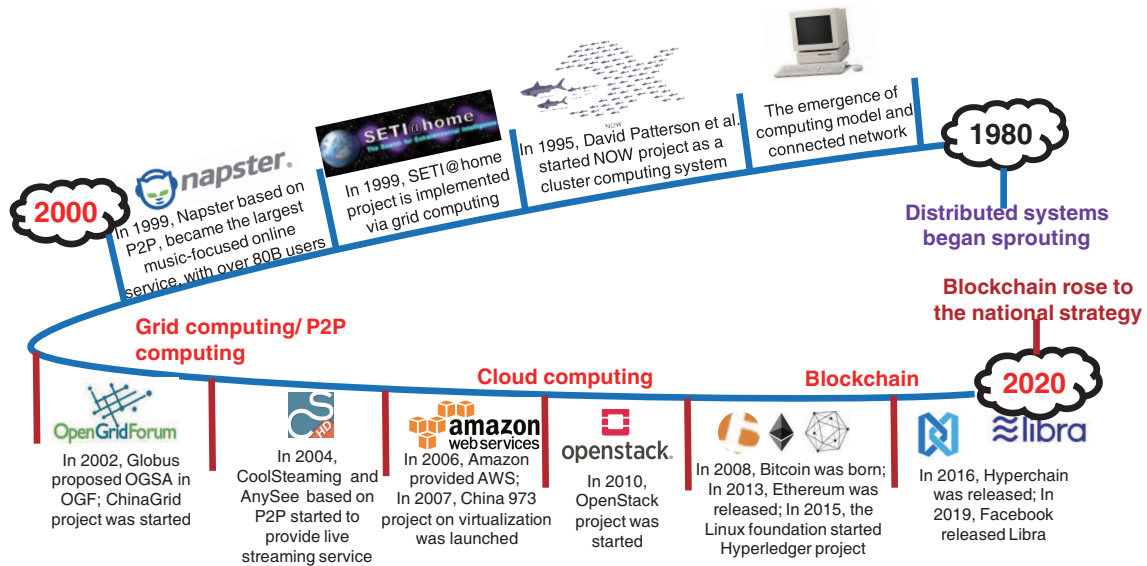 1980
Distributed systems
began sprouting
The emergence of
computing model and
connected network
NOW
In 1995, David Patterson et al.
started NOW project as a
cluster computing system
SETI@home
The Search for Extraterrestrial Intelligence
In 1999, SETI@home
project is implemented
via grid computing
napster.
In 1999, Napster based on
P2P, became the largest
music-focused online
service, with over 80B users
2000
Grid computing/ P2P
computing
OpenGridForum
In 2002, Globus
proposed OGSA in
OGF; ChinaGrid
project was started
CS
HD
In 2004,
CoolSteaming and
AnySee based on
P2P started to
provide live
streaming service
Cloud computing
amazon
webservices
In 2006, Amazon
provided AWS;
In 2007, China 973
project on virtualization
was launched
openstack.
In 2010,
OpenStack
project was
started
Blockchain
In 2008, Bitcoin was born;
In 2013, Ethereum was
released; In 2015, the
Linux foundation started
Hyperledger project
libra
In 2016, Hyperchain
was released; In
2019, Facebook
released Libra
Blockchain rose to
the national strategy
2020